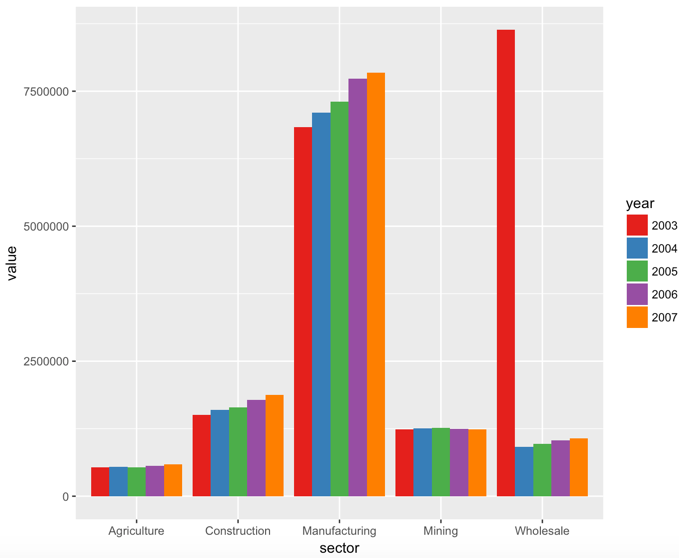 value
7500000
5000000
2500000
0
Agriculture Construction Manufacturing Mining Wholesale
sector
year
2003
2004
2005
2006
2007